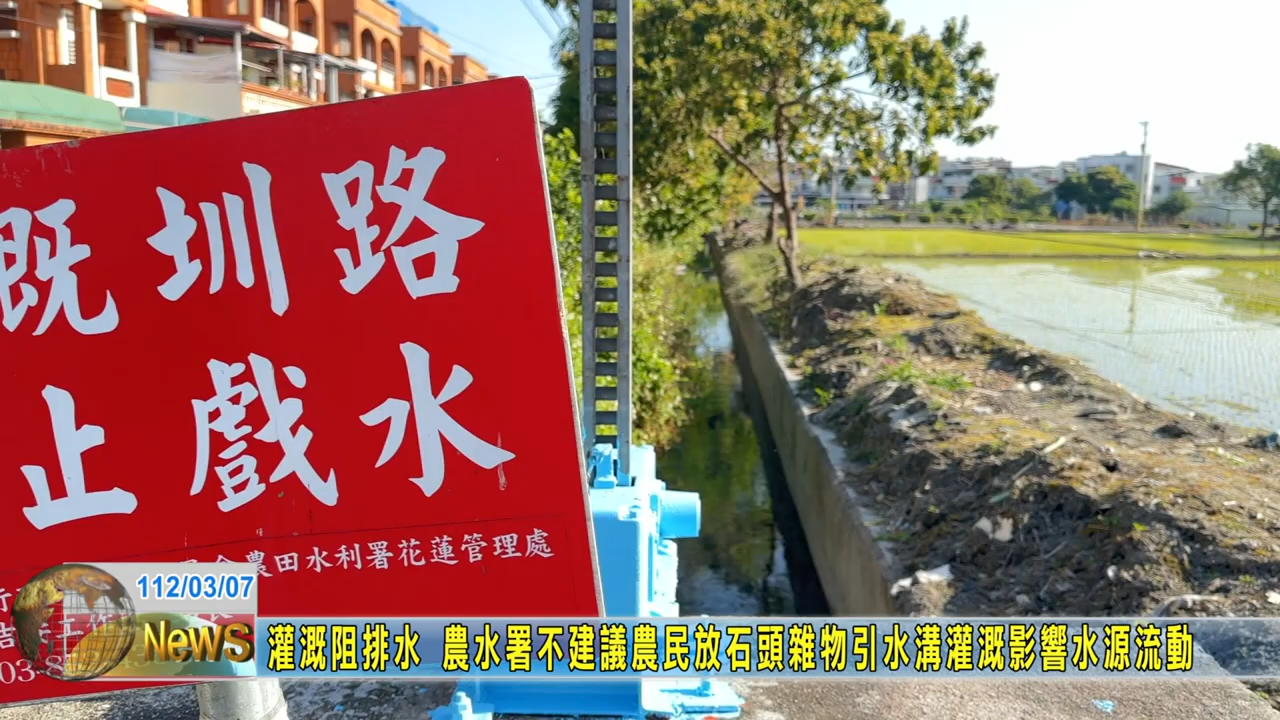 溉圳路
止戲水
農田水利署花蓮管理處
112/03/07
News
灌溉阻排水 農水署不建議農民放石頭雜物引水溝灌溉影響水源流動